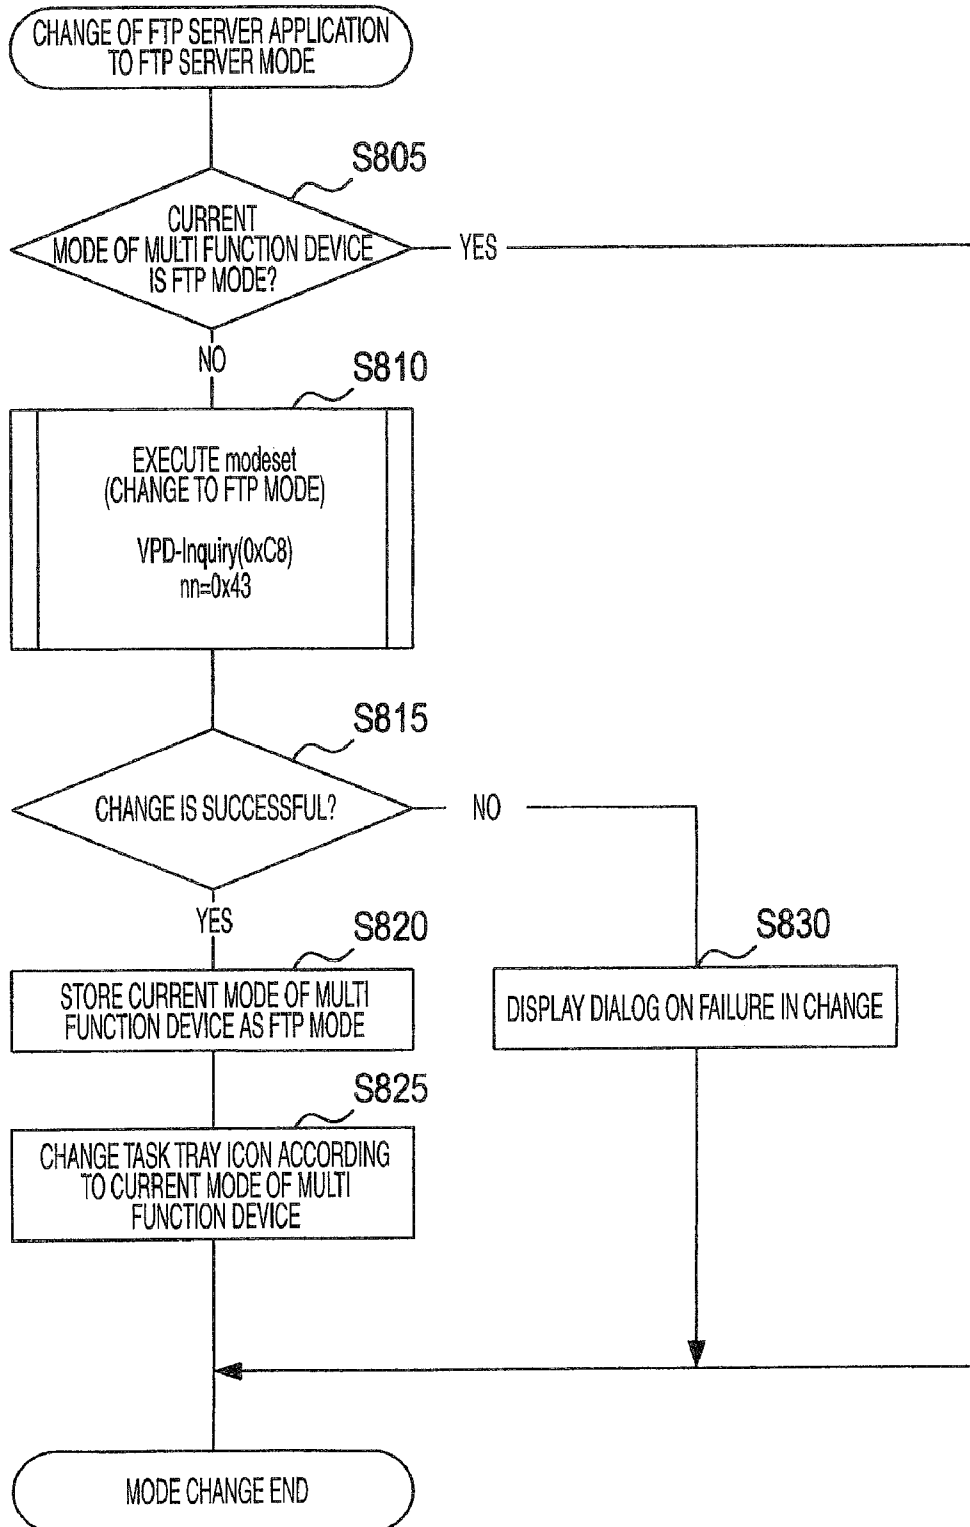 CHANGE OF FTP SERVER APPLICATION
TO FTP SERVER MODE
S805
CURRENT
MODE OF MULTI FUNCTION DEVICE
IS FTP MODE?
YES
NO
S810
EXECUTE modeset
(CHANGE TO FTP MODE)
VPD-Inquiry(0xC8)
nn=0x43
S815
CHANGE IS SUCCESSFUL?
NO
YES
S820
STORE CURRENT MODE OF MULTI
FUNCTION DEVICE AS FTP MODE
S830
DISPLAY DIALOG ON FAILURE IN CHANGE
S825
CHANGE TASK TRAY ICON ACCORDING
TO CURRENT MODE OF MULTI
FUNCTION DEVICE
MODE CHANGE END